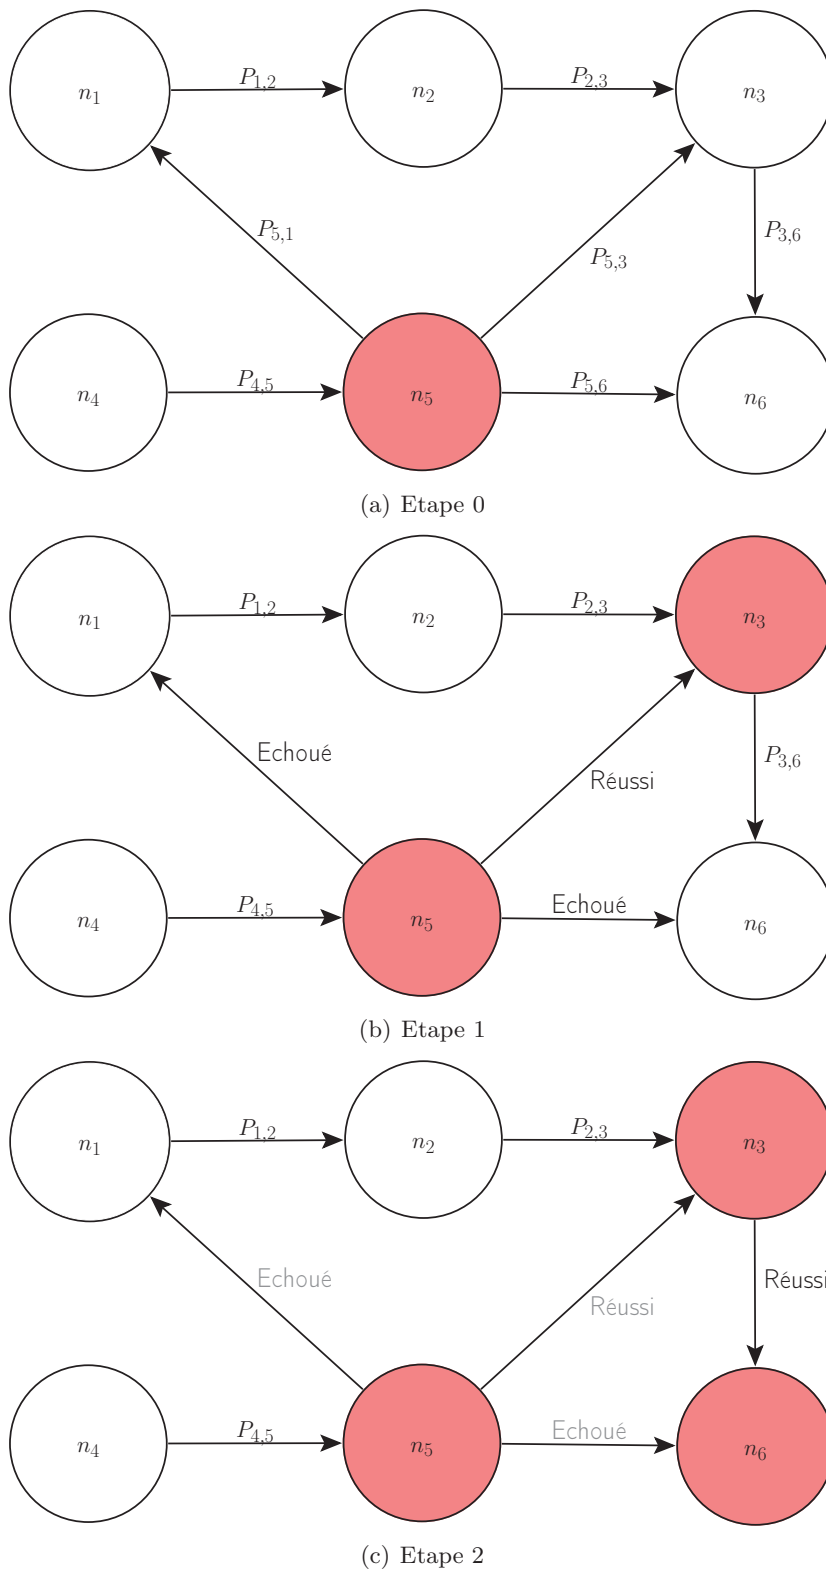 P1,2
P2,3
n1
n2
n3
P5,1
P5,3
P3,6
P4,5
P5,6
n4
n5
n6
(a) Etape 0
P1,2
P2,3
n1
n2
n3
Echoué
Réussi
P3,6
P4,5
Echoué
n4
n5
n6
(b) Etape 1
P1,2
P2,3
n1
n2
n3
Echoué
Réussi
Réussi
P4,5
Echoué
n4
n5
n6
(c) Etape 2